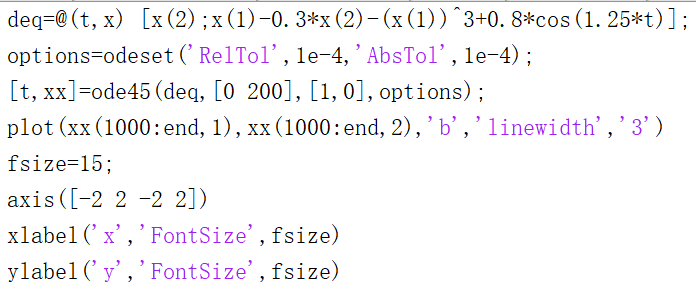 deq=@(t,x) [x(2);x(1)-0.3*x(2)-(x(1))^3+0.8*cos(1.25*t)];
options=odeset('RelTol',1e-4,'AbsTol',1e-4);
[t,xx]=ode45(deq,[0 200],[1,0],options);
plot(xx(1000:end,1),xx(1000:end,2),'b','linewidth','3')
fsize=15;
axis([-2 2 -2 2])
xlabel('x','FontSize',fsize)
ylabel('y','FontSize',fsize)